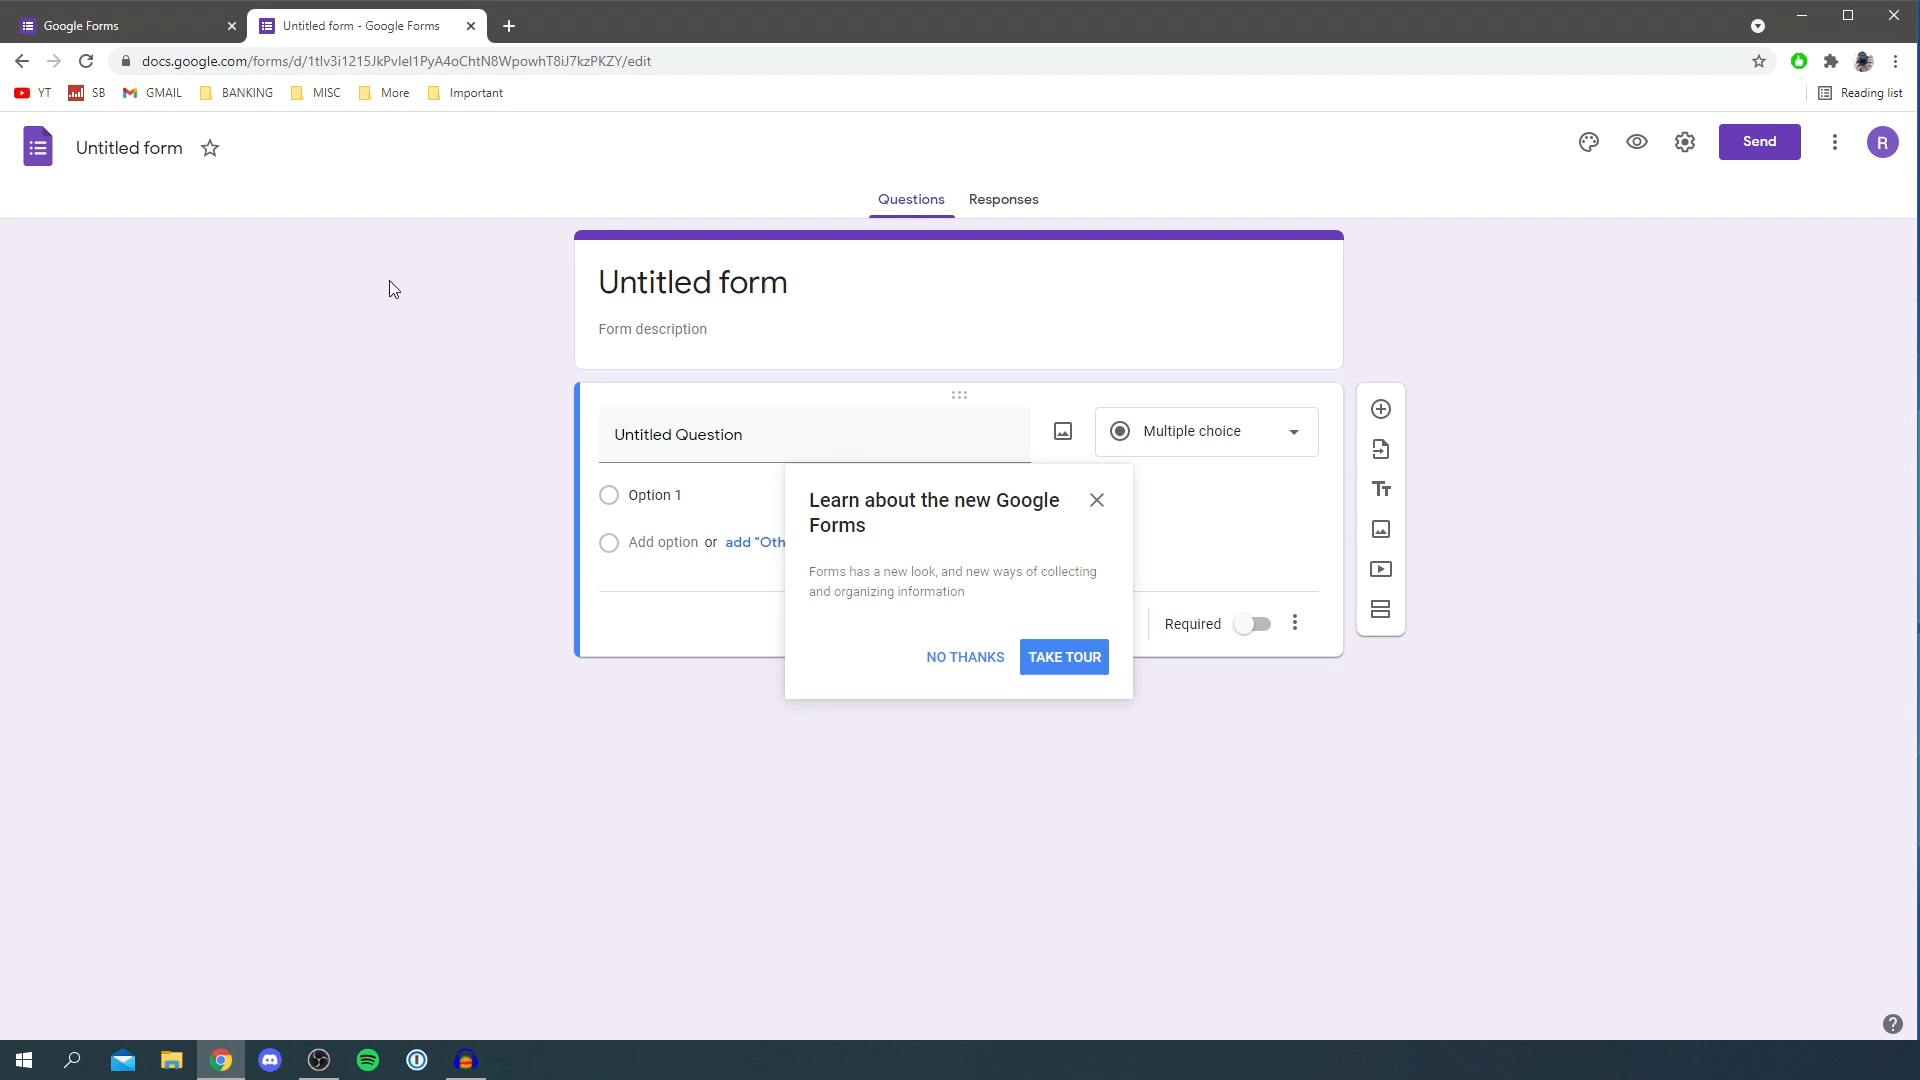 Google Forms
Untitled form - Google Forms
docs.google.com/forms/d/1tlv3i1215JkPvIeI1PyA4oChtN8WpowhT8iJ7kzPKZY/edit
YT SB GMAIL BANKING MISC More Important Reading list
Untitled form
Send
R
Questions Responses
Untitled form
Form description
Untitled Question
Multiple choice
Option 1
Add option or add "Oth
Learn about the new Google
Forms
Forms has a new look, and new ways of collecting
and organizing information
NO THANKS TAKE TOUR
Required